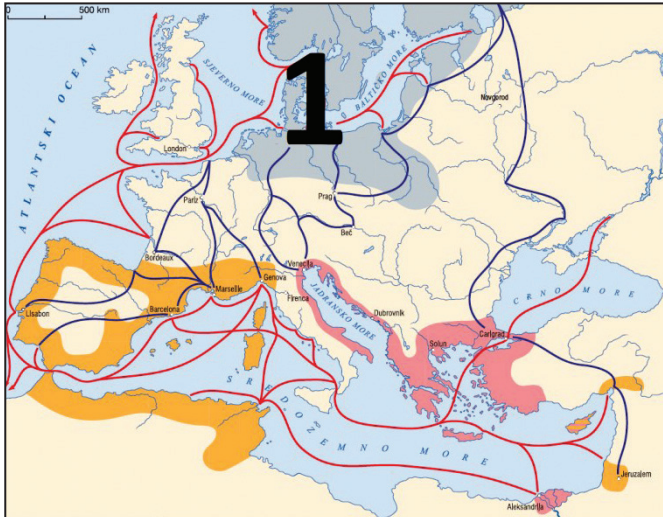 0 500 km
1
ATLANTSKI OCEAN
SJEVERNO MORE
BALTIČKO MORE
Novgorod
London
Pariz
Prag
Beč
Bordeaux
Venecija
Genova
Marseille
Firenca
JADRANSKO MORE
Dubrovnik
CRNO MORE
Lisabon
Barcelona
Solun
Carigrad
SREDOZEMNO MORE
Jeruzalem
Aleksandrija